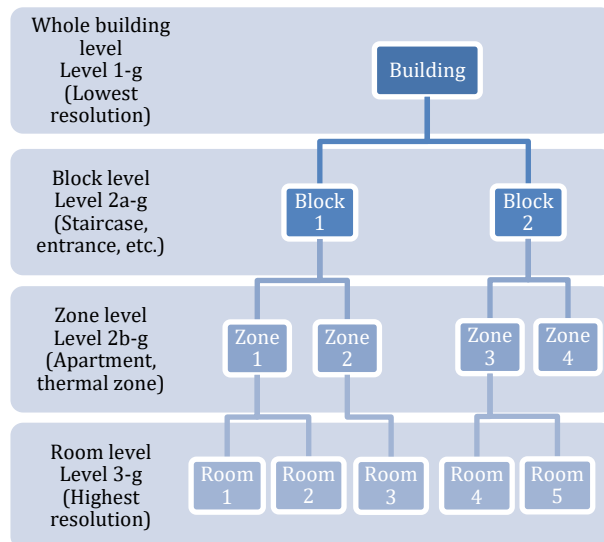 Whole building
level
Level 1-g
(Lowest
resolution)
Building
Block level
Level 2a-g
(Staircase,
entrance, etc.)
Block
1
Block
2
Zone level
Level 2b-g
(Apartment,
thermal zone)
Zone
1
Zone
2
Zone
3
Zone
4
Room level
Level 3-g
(Highest
resolution)
Room
1
Room
2
Room
3
Room
4
Room
5